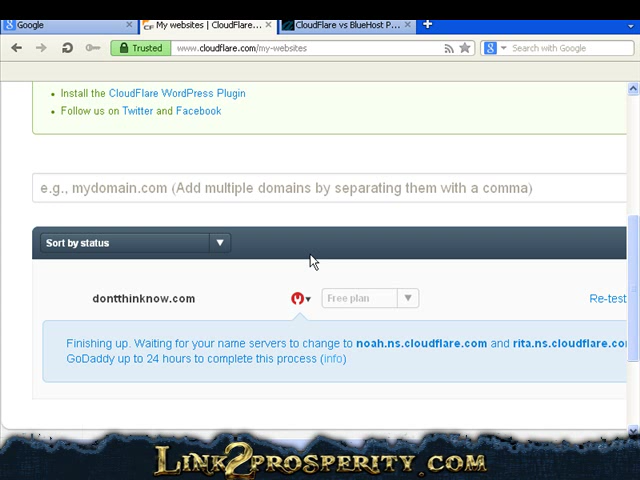 Google
My websites | CloudFlare...
CloudFlare vs BlueHost P...
Trusted
www.cloudflare.com/my-websites
Search with Google
Install the CloudFlare WordPress Plugin
Follow us on Twitter and Facebook
e.g., mydomain.com (Add multiple domains by separating them with a comma)
Sort by status
dontthinknow.com
Free plan
Re-test
Finishing up. Waiting for your name servers to change to noah.ns.cloudflare.com and rita.ns.cloudflare.co
GoDaddy up to 24 hours to complete this process (info)
Link2prosperity.com